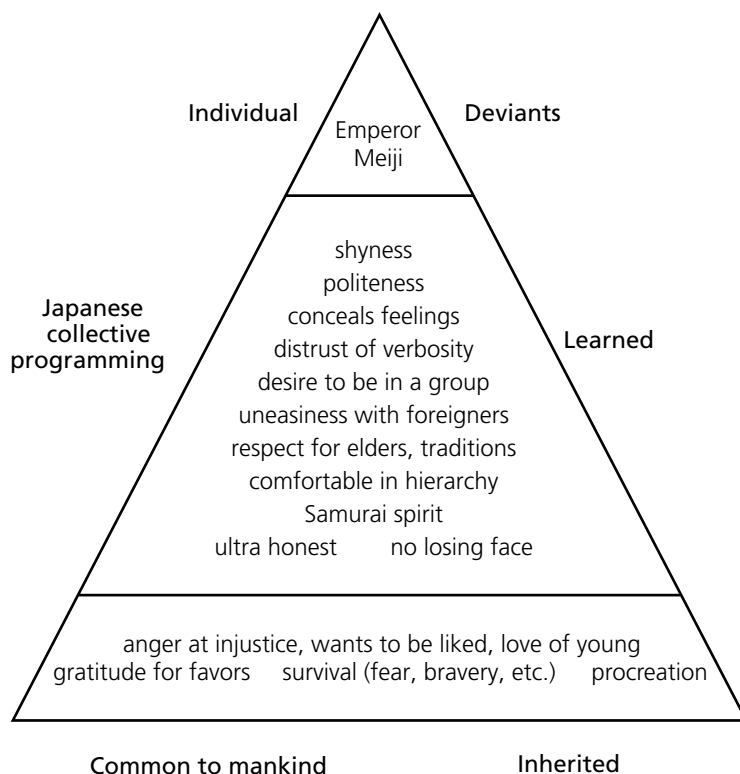 Individual
Deviants
Emperor
Meiji
shyness
politeness
conceals feelings
distrust of verbosity
desire to be in a group
uneasiness with foreigners
respect for elders, traditions
comfortable in hierarchy
Samurai spirit
ultra honest no losing face
Japanese
collective
programming
Learned
anger at injustice, wants to be liked, love of young
gratitude for favors survival (fear, bravery, etc.) procreation
Common to mankind
Inherited